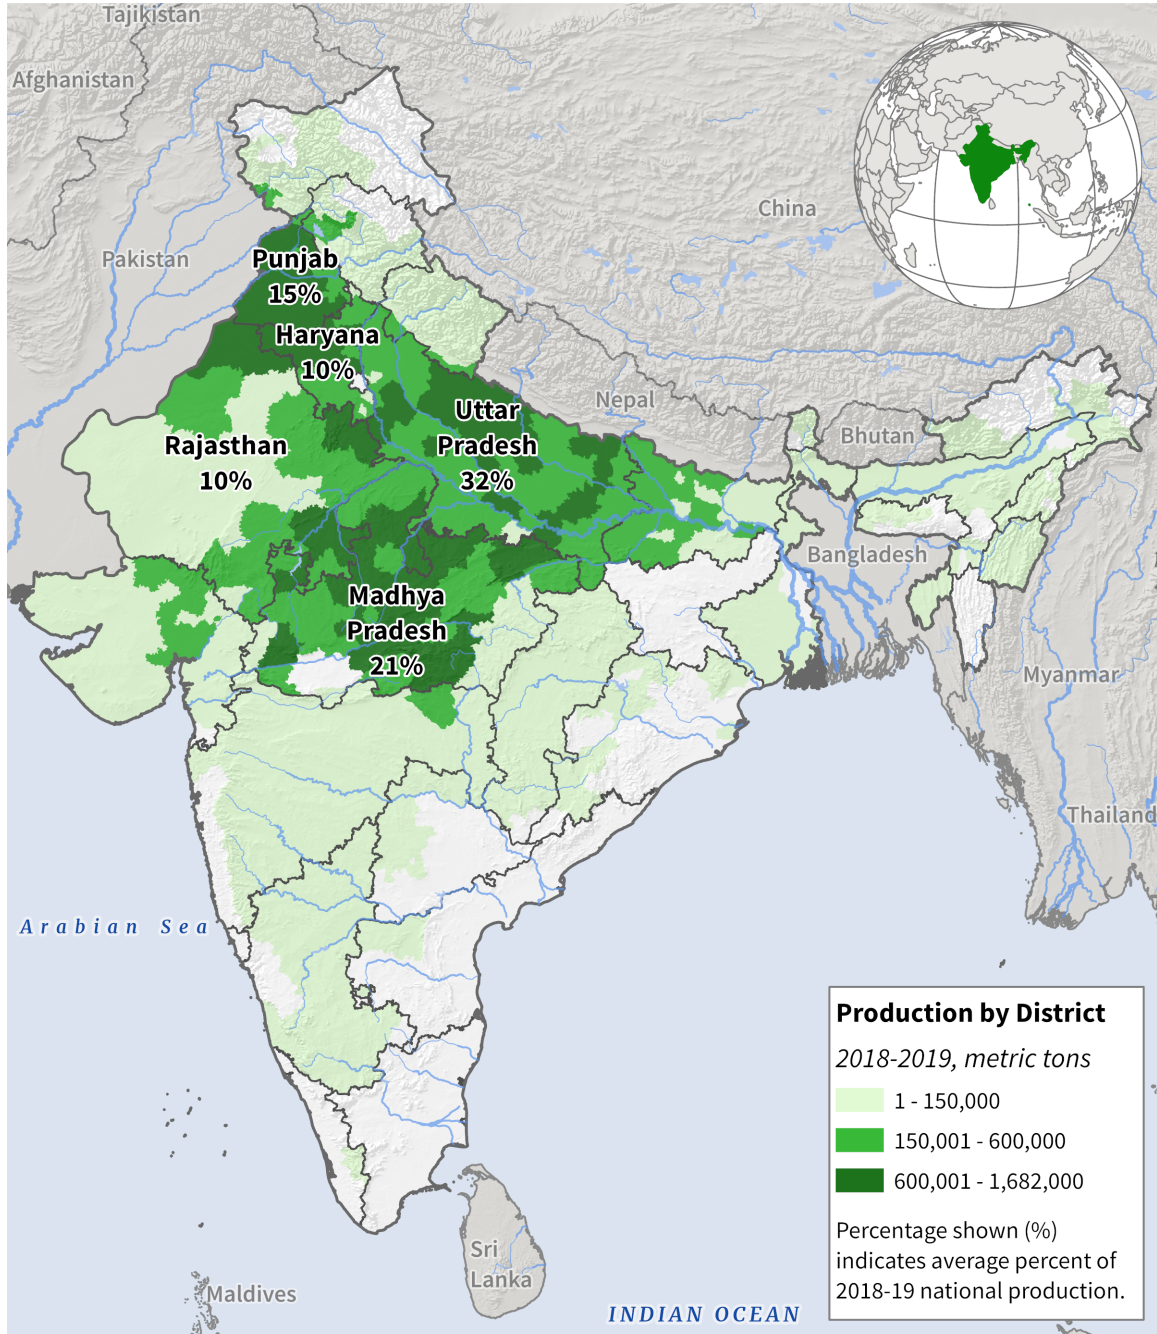 Tajikistan
Afghanistan
China
Pakistan
Punjab
15%
Haryana
10%
Nepal
Bhutan
Uttar
Pradesh
32%
Rajasthan
10%
Bangladesh
Madhya
Pradesh
21%
Myanmar
Thailand
Arabian Sea
Production by District
2018-2019, metric tons
1 - 150,000
150,001 - 600,000
600,001 - 1,682,000
Percentage shown (%)
indicates average percent of
2018-19 national production.
Sri
Lanka
Maldives
INDIAN OCEAN